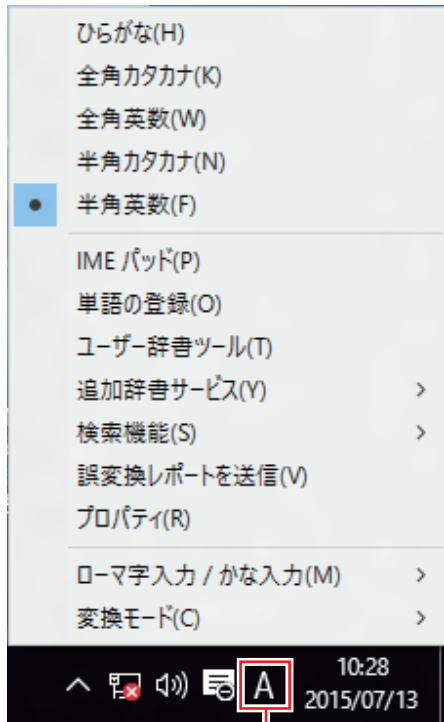 ひらがな(H)
全角カタカナ(K)
全角英数(W)
半角カタカナ(N)
半角英数(F)
IME パッド(P)
単語の登録(O)
ユーザー辞書ツール(T)
追加辞書サービス(Y)
検索機能(S)
誤変換レポートを送信(V)
プロパティ(R)
ローマ字入力 / かな入力(M)
変換モード(C)
A
10:28
2015/07/13